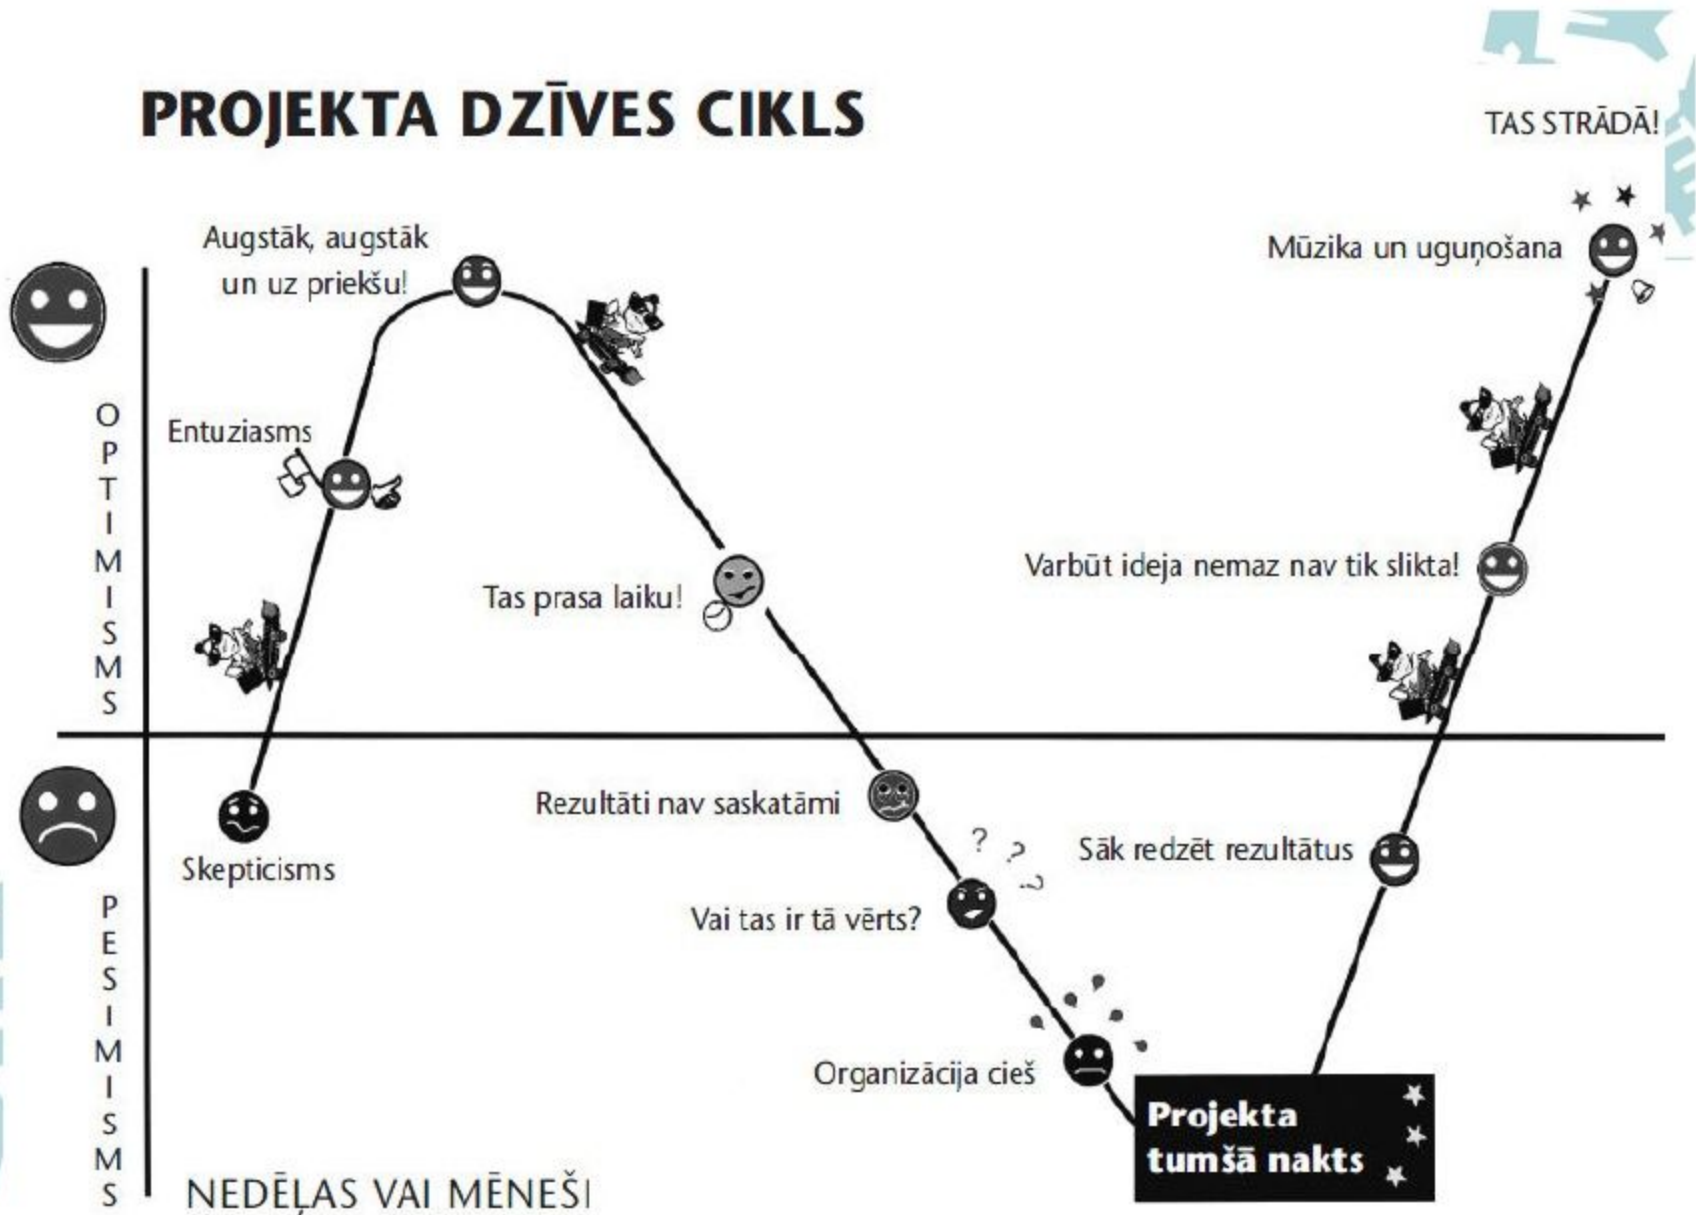 PROJEKTA DZĪVES CIKLS
TAS STRĀDĀ!
Augstāk, augstāk
un uz priekšu!
Mūzika un uguņošana
OPTIMISMS
Entuziasms
Varbūt ideja nemaz nav tik slikta!
Tas prasa laiku!
Rezultāti nav saskatāmi
? ? ?
Sāk redzēt rezultātus
Skepticisms
PESIMISMS
Vai tas ir tā vērts?
Organizācija cieš
Projekta
tumšā nakts
NEDĒĻAS VAI MĒNEŠI